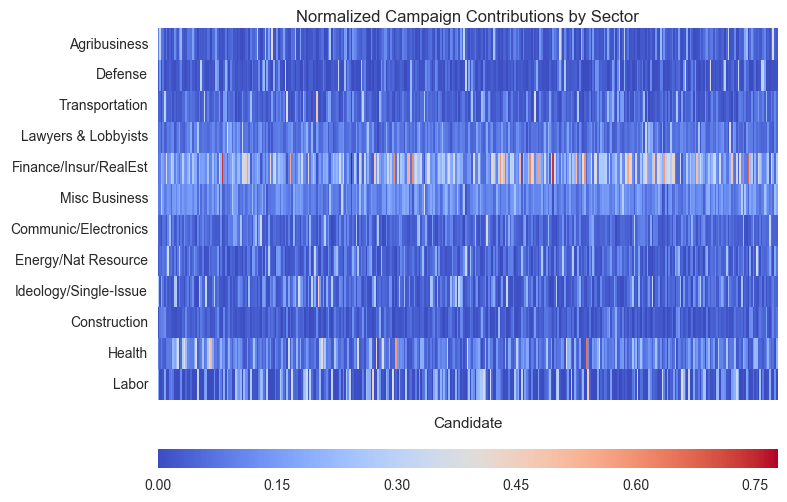 Normalized Campaign Contributions by Sector
Agribusiness
Defense
Transportation
Lawyers & Lobbyists
Finance/Insur/RealEst
Misc Business
Communic/Electronics
Energy/Nat Resource
Ideology/Single-Issue
Construction
Health
Labor
Candidate
0.00 0.15 0.30 0.45 0.60 0.75